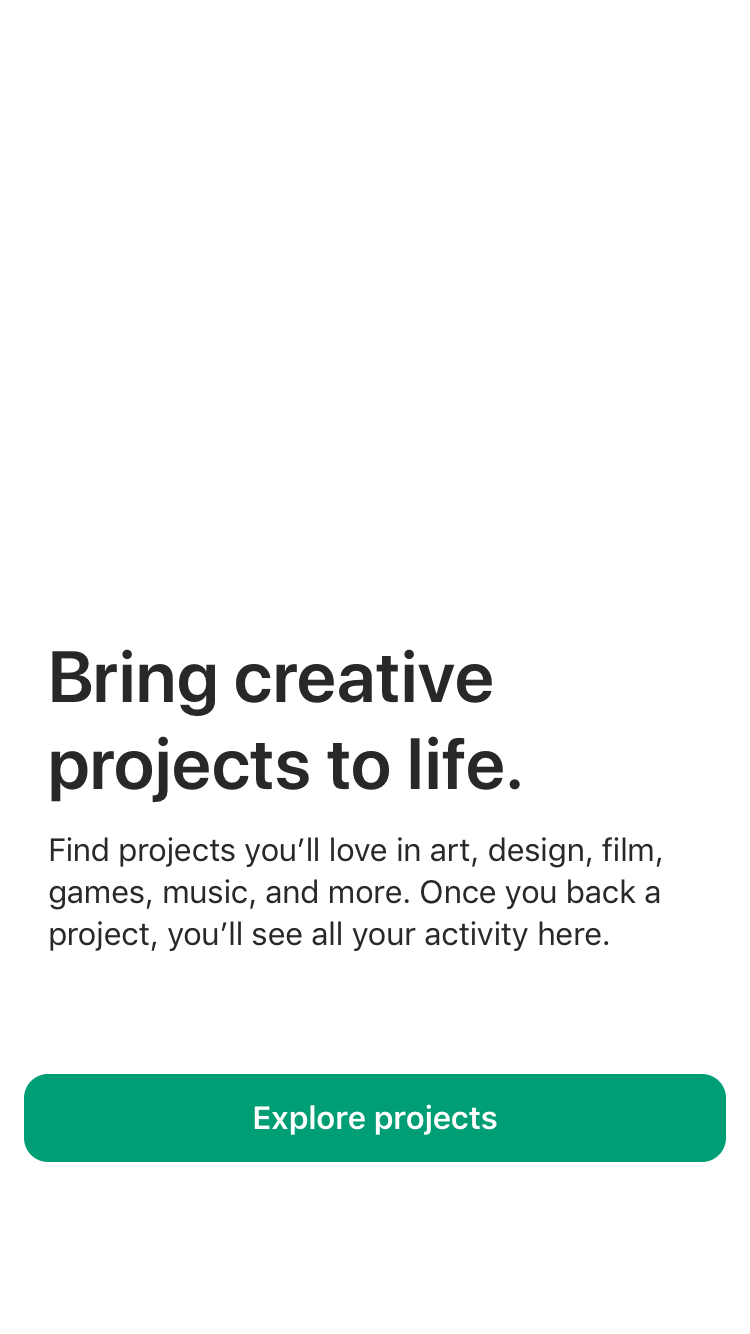 Bring creative
projects to life.
Find projects you’ll love in art, design, film,
games, music, and more. Once you back a
project, you’ll see all your activity here.
Explore projects